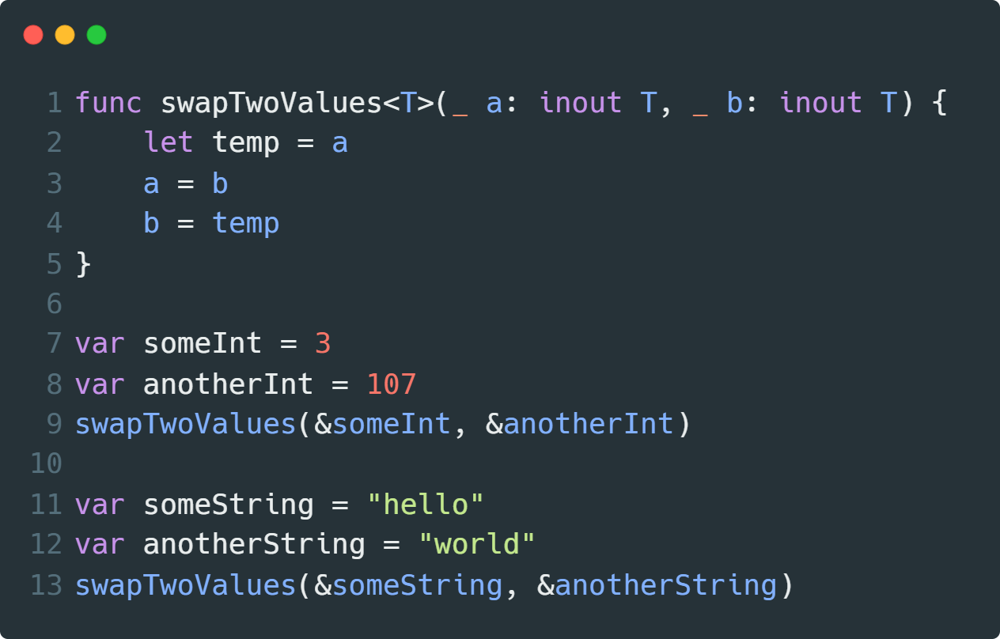 1 func swapTwoValues<T>(_ a: inout T, _ b: inout T) {
2     let temp = a
3     a = b
4     b = temp
5 }
6
7 var someInt = 3
8 var anotherInt = 107
9 swapTwoValues(&someInt, &anotherInt)
10
11 var someString = "hello"
12 var anotherString = "world"
13 swapTwoValues(&someString, &anotherString)